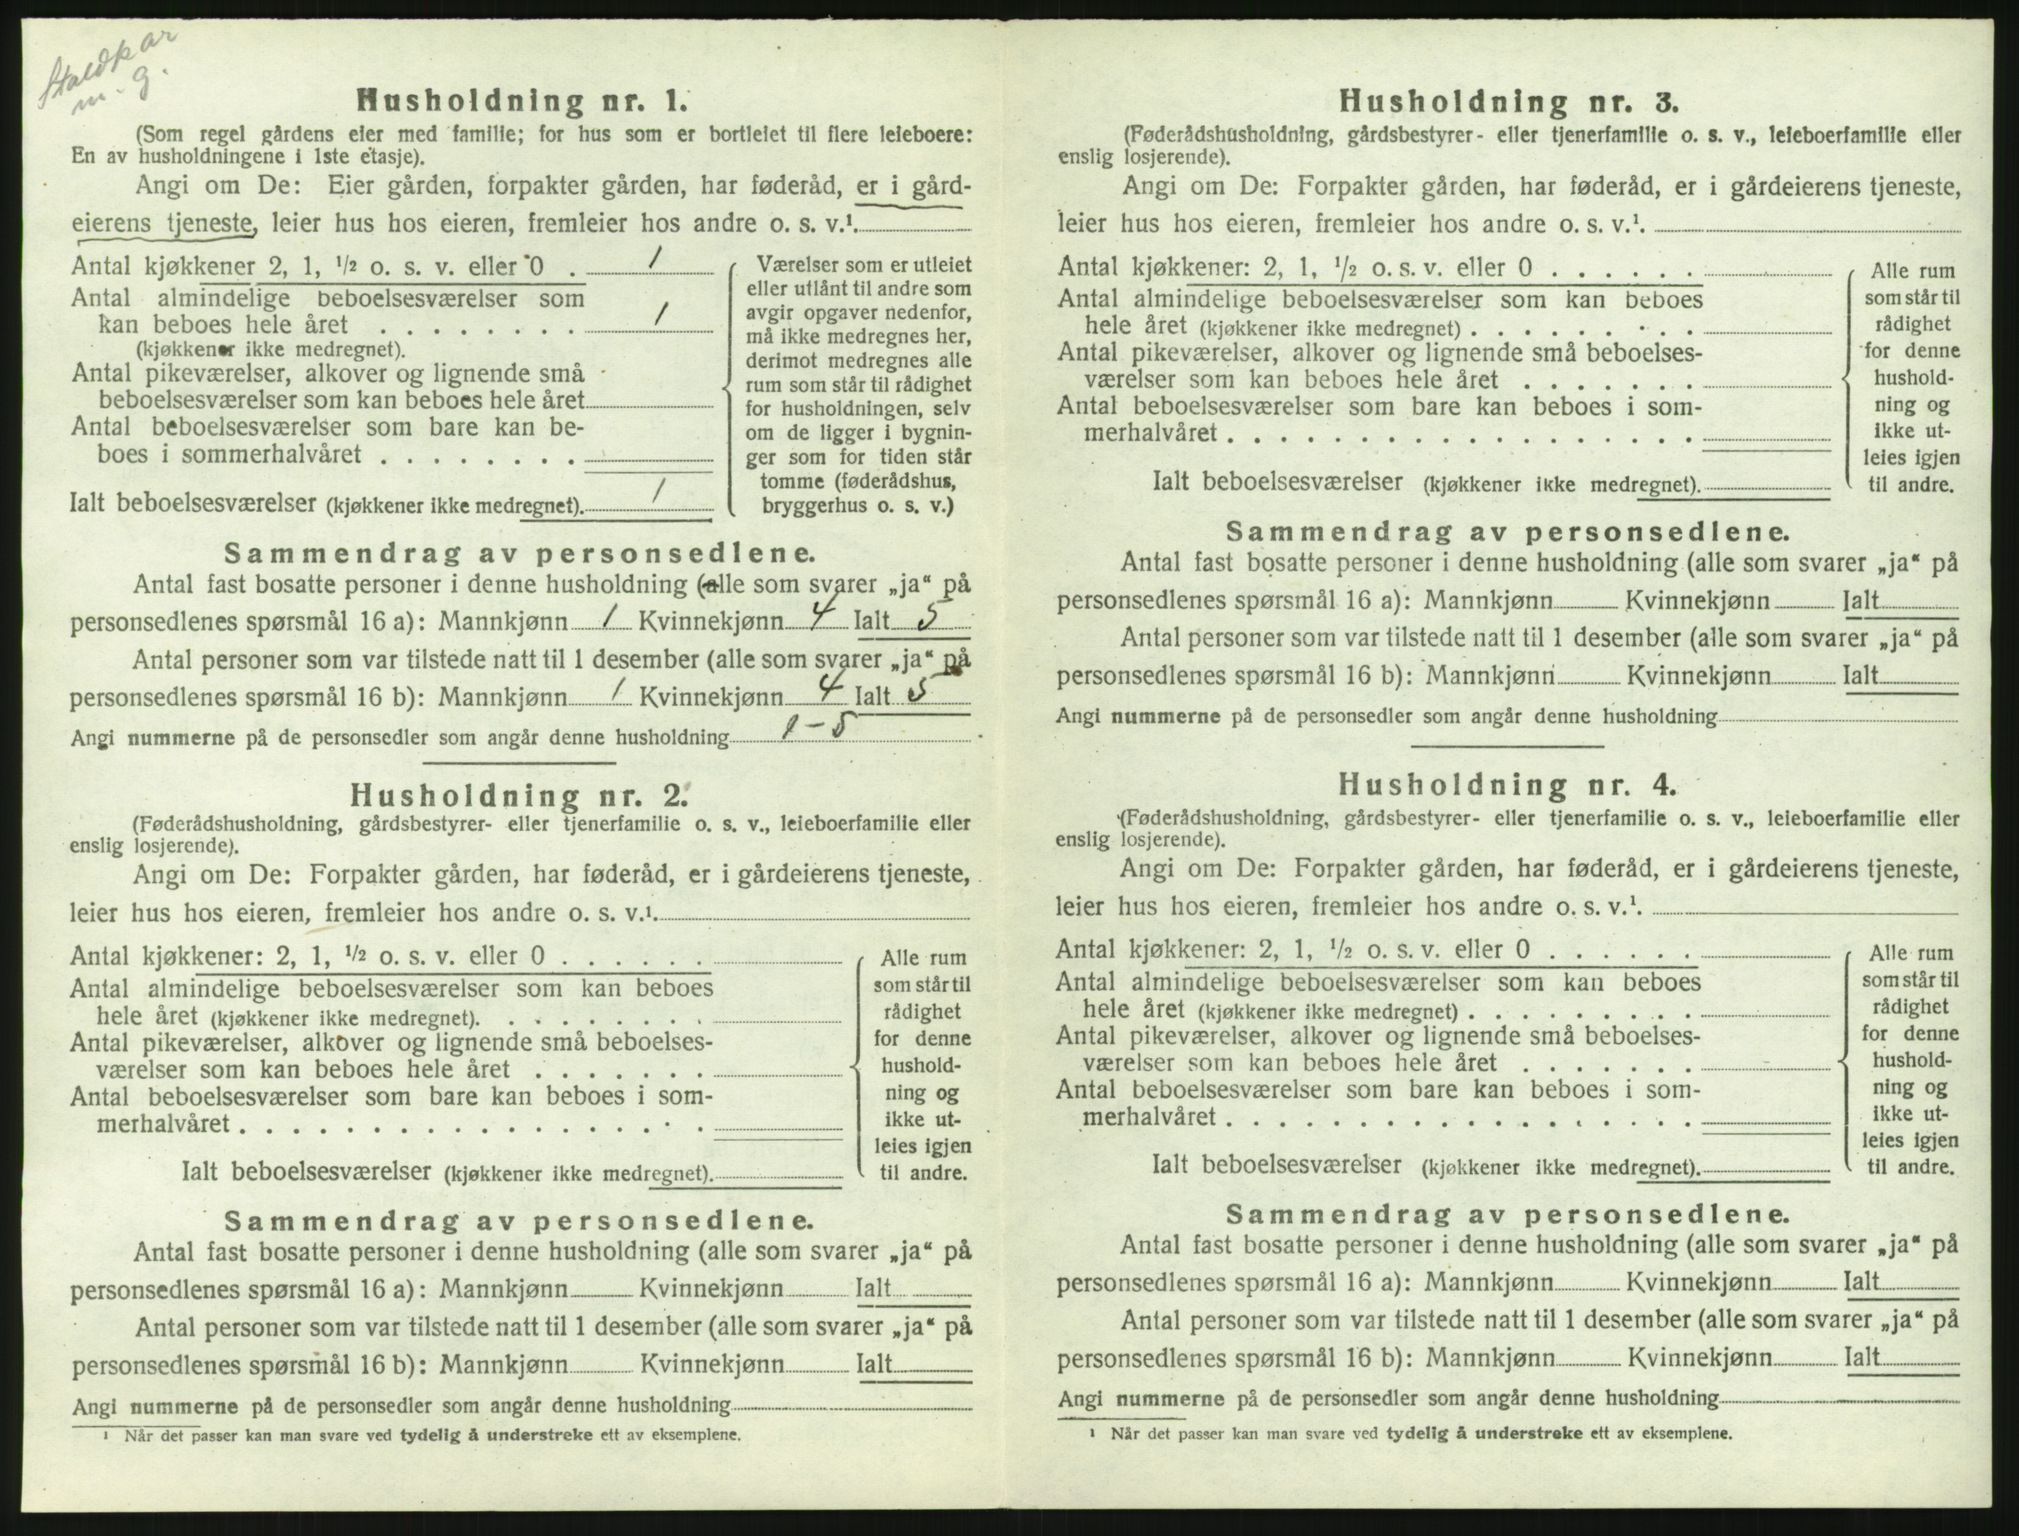 Staldkar
m. g.
Husholdning nr. 1.
(Som regel gårdens eier med familie; for hus som er bortleiet til flere leieboere:
En av husholdningene i 1ste etasje).
Angi om De: Eier gården, forpakter gården, har føderåd, er i gård-
eierens tjeneste, leier hus hos eieren, fremleier hos andre o. s. v.¹.
Antal kjøkkener 2, 1, ½ o. s. v. eller 0 . 1
Antal almindelige beboelsesværelser som
kan beboes hele året . . . . . . . . 1
(kjøkkener ikke medregnet).
Antal pikeværelser, alkover og lignende små
beboelsesværelser som kan beboes hele året
Antal beboelsesværelser som bare kan be-
boes i sommerhalvåret . . . . . . . .
Ialt beboelsesværelser (kjøkkener ikke medregnet). 1
Værelser som er utleiet
eller utlånt til andre som
avgir opgaver nedenfor,
må ikke medregnes her,
derimot medregnes alle
rum som står til rådighet
for husholdningen, selv
om de ligger i bygnin-
ger som for tiden står
tomme (føderådshus,
bryggerhus o. s. v.)
Sammendrag av personsedlene.
Antal fast bosatte personer i denne husholdning (alle som svarer „ja“ på
personsedlenes spørsmål 16 a): Mannkjønn 1 Kvinnekjønn 4 Ialt 5
Antal personer som var tilstede natt til 1 desember (alle som svarer „ja“ på
personsedlenes spørsmål 16 b): Mannkjønn 1 Kvinnekjønn 4 Ialt 5
Angi nummerne på de personsedler som angår denne husholdning 1 – 5
Husholdning nr. 2.
(Føderådshusholdning, gårdsbestyrer- eller tjenerfamilie o. s. v., leieboerfamilie eller
enslig losjerende).
Angi om De: Forpakter gården, har føderåd, er i gårdeierens tjeneste,
leier hus hos eieren, fremleier hos andre o. s. v.¹.
Antal kjøkkener: 2, 1, ½ o. s. v. eller 0 . . . . . .
Antal almindelige beboelsesværelser som kan beboes
hele året (kjøkkener ikke medregnet). . . . . . . . .
Antal pikeværelser, alkover og lignende små beboelses-
værelser som kan beboes hele året . . . . . . .
Antal beboelsesværelser som bare kan beboes i som-
merhalvåret . . . . . . . . . . . . . . . . . .
Ialt beboelsesværelser (kjøkkener ikke medregnet).
Alle rum
som står til
rådighet
for denne
hushold-
ning og
ikke ut-
leies igjen
til andre.
Sammendrag av personsedlene.
Antal fast bosatte personer i denne husholdning (alle som svarer „ja“ på
personsedlenes spørsmål 16 a): Mannkjønn Kvinnekjønn Ialt
Antal personer som var tilstede natt til 1 desember (alle som svarer „ja“ på
personsedlenes spørsmål 16 b): Mannkjønn Kvinnekjønn Ialt
Angi nummerne på de personsedler som angår denne husholdning
¹ Når det passer kan man svare ved tydelig å understreke ett av eksemplene.
Husholdning nr. 3.
(Føderådshusholdning, gårdsbestyrer- eller tjenerfamilie o. s. v., leieboerfamilie eller
enslig losjerende).
Angi om De: Forpakter gården, har føderåd, er i gårdeierens tjeneste,
leier hus hos eieren, fremleier hos andre o. s. v.¹.
Antal kjøkkener: 2, 1, ½ o. s. v. eller 0 . . . . . .
Antal almindelige beboelsesværelser som kan beboes
hele året (kjøkkener ikke medregnet) . . . . . . . . .
Antal pikeværelser, alkover og lignende små beboelses-
værelser som kan beboes hele året . . . . . . .
Antal beboelsesværelser som bare kan beboes i som-
merhalvåret . . . . . . . . . . . . . . . . . .
Ialt beboelsesværelser (kjøkkener ikke medregnet).
Alle rum
som står til
rådighet
for denne
hushold-
ning og
ikke ut-
leies igjen
til andre.
Sammendrag av personsedlene.
Antal fast bosatte personer i denne husholdning (alle som svarer „ja“ på
personsedlenes spørsmål 16 a): Mannkjønn Kvinnekjønn Ialt
Antal personer som var tilstede natt til 1 desember (alle som svarer „ja“ på
personsedlenes spørsmål 16 b): Mannkjønn Kvinnekjønn Ialt
Angi nummerne på de personsedler som angår denne husholdning
Husholdning nr. 4.
(Føderådshusholdning, gårdsbestyrer- eller tjenerfamilie o. s. v., leieboerfamilie eller
enslig losjerende).
Angi om De: Forpakter gården, har føderåd, er i gårdeierens tjeneste,
leier hus hos eieren, fremleier hos andre o. s. v.¹.
Antal kjøkkener: 2, 1, ½ o. s. v. eller 0 . . . . . .
Antal almindelige beboelsesværelser som kan beboes
hele året (kjøkkener ikke medregnet) . . . . . . . . .
Antal pikeværelser, alkover og lignende små beboelses-
værelser som kan beboes hele året . . . . . . .
Antal beboelsesværelser som bare kan beboes i som-
merhalvåret . . . . . . . . . . . . . . . . . .
Ialt beboelsesværelser (kjøkkener ikke medregnet).
Alle rum
som står til
rådighet
for denne
hushold-
ning og
ikke ut-
leies igjen
til andre.
Sammendrag av personsedlene.
Antal fast bosatte personer i denne husholdning (alle som svarer „ja“ på
personsedlenes spørsmål 16 a): Mannkjønn Kvinnekjønn Ialt
Antal personer som var tilstede natt til 1 desember (alle som svarer „ja“ på
personsedlenes spørsmål 16 b): Mannkjønn Kvinnekjønn Ialt
Angi nummerne på de personsedler som angår denne husholdning
¹ Når det passer kan man svare ved tydelig å understreke ett av eksemplene.